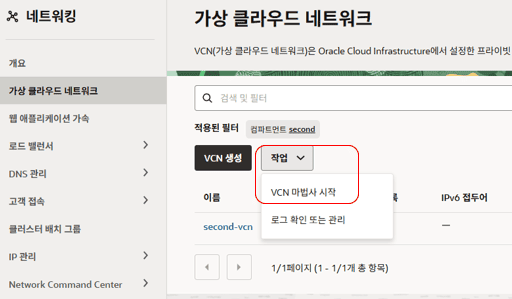 네트워킹
개요
가상 클라우드 네트워크
웹 애플리케이션 가속
로드 밸런서
DNS 관리
고객 접속
클러스터 배치 그룹
IP 관리
Network Command Center
가상 클라우드 네트워크
VCN(가상 클라우드 네트워크)은 Oracle Cloud Infrastructure에서 설정한 프라이빗
검색 및 필터
적용된 필터 컴파트먼트 second
VCN 생성 작업
VCN 마법사 시작
로그 확인 또는 관리
이름 록 IPv6 접두어
second-vcn —
1/1페이지 (1 - 1/1개 총 항목)